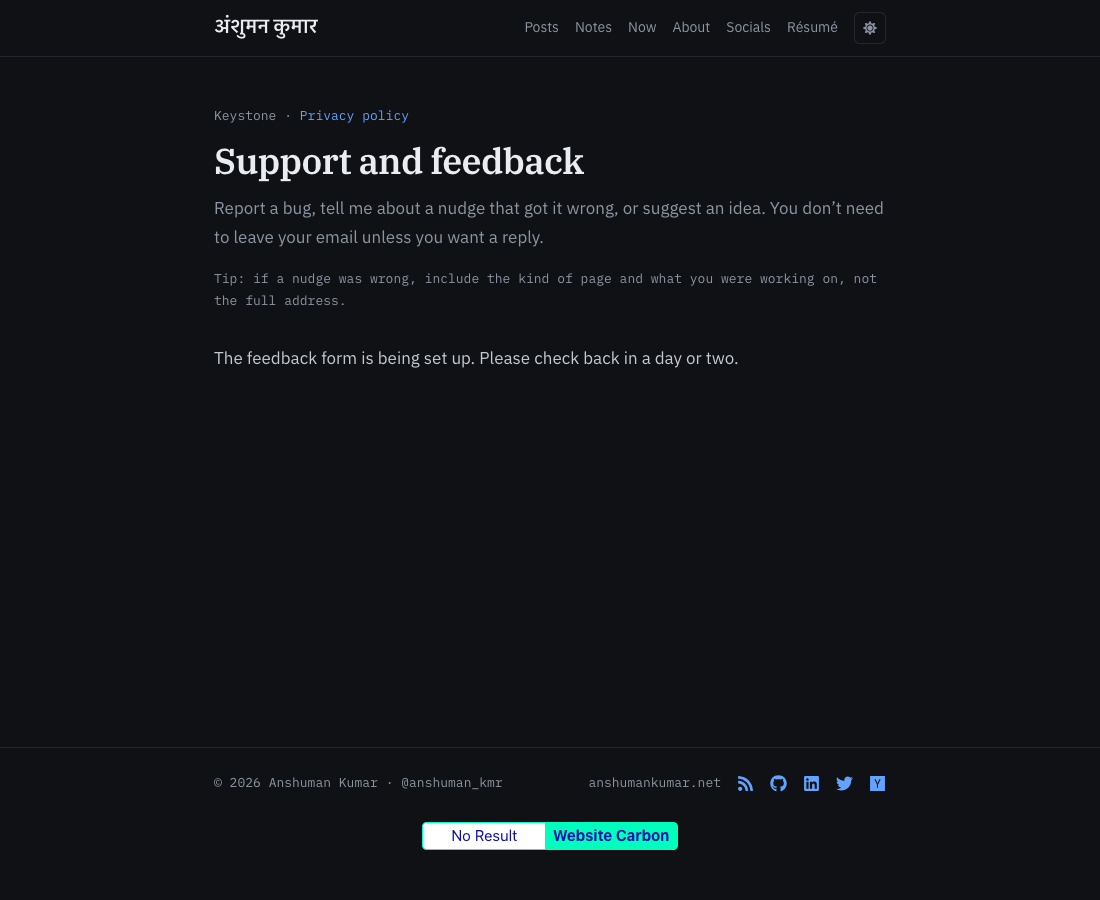 अंशुमन कुमार
Posts Notes Now About Socials Résumé
Keystone · Privacy policy
Support and feedback
Report a bug, tell me about a nudge that got it wrong, or suggest an idea. You don’t need
to leave your email unless you want a reply.
Tip: if a nudge was wrong, include the kind of page and what you were working on, not
the full address.
The feedback form is being set up. Please check back in a day or two.
© 2026 Anshuman Kumar · @anshuman_kmr
anshumankumar.net
No Result Website Carbon